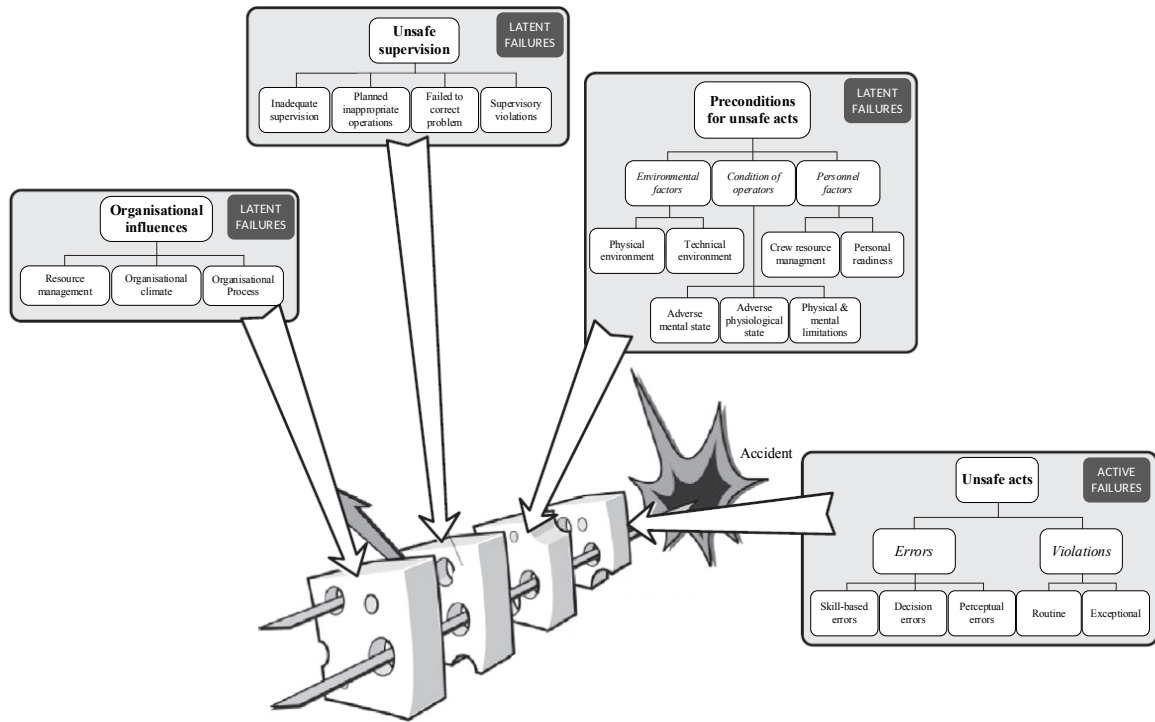 Unsafe
supervision
LATENT
FAILURES
Inadequate
supervision
Planned
inappropriate
operations
Failed to
correct
problem
Supervisory
violations
Preconditions
for unsafe acts
LATENT
FAILURES
Environmental
factors
Condition of
operators
Personnel
factors
Physical
environment
Technical
environment
Crew resource
managment
Personal
readiness
Adverse
mental state
Adverse
physiological
state
Physical &
mental
limitations
Organisational
influences
LATENT
FAILURES
Resource
management
Organisational
climate
Organisational
Process
Accident
Unsafe acts
ACTIVE
FAILURES
Errors
Violations
Skill-based
errors
Decision
errors
Perceptual
errors
Routine
Exceptional